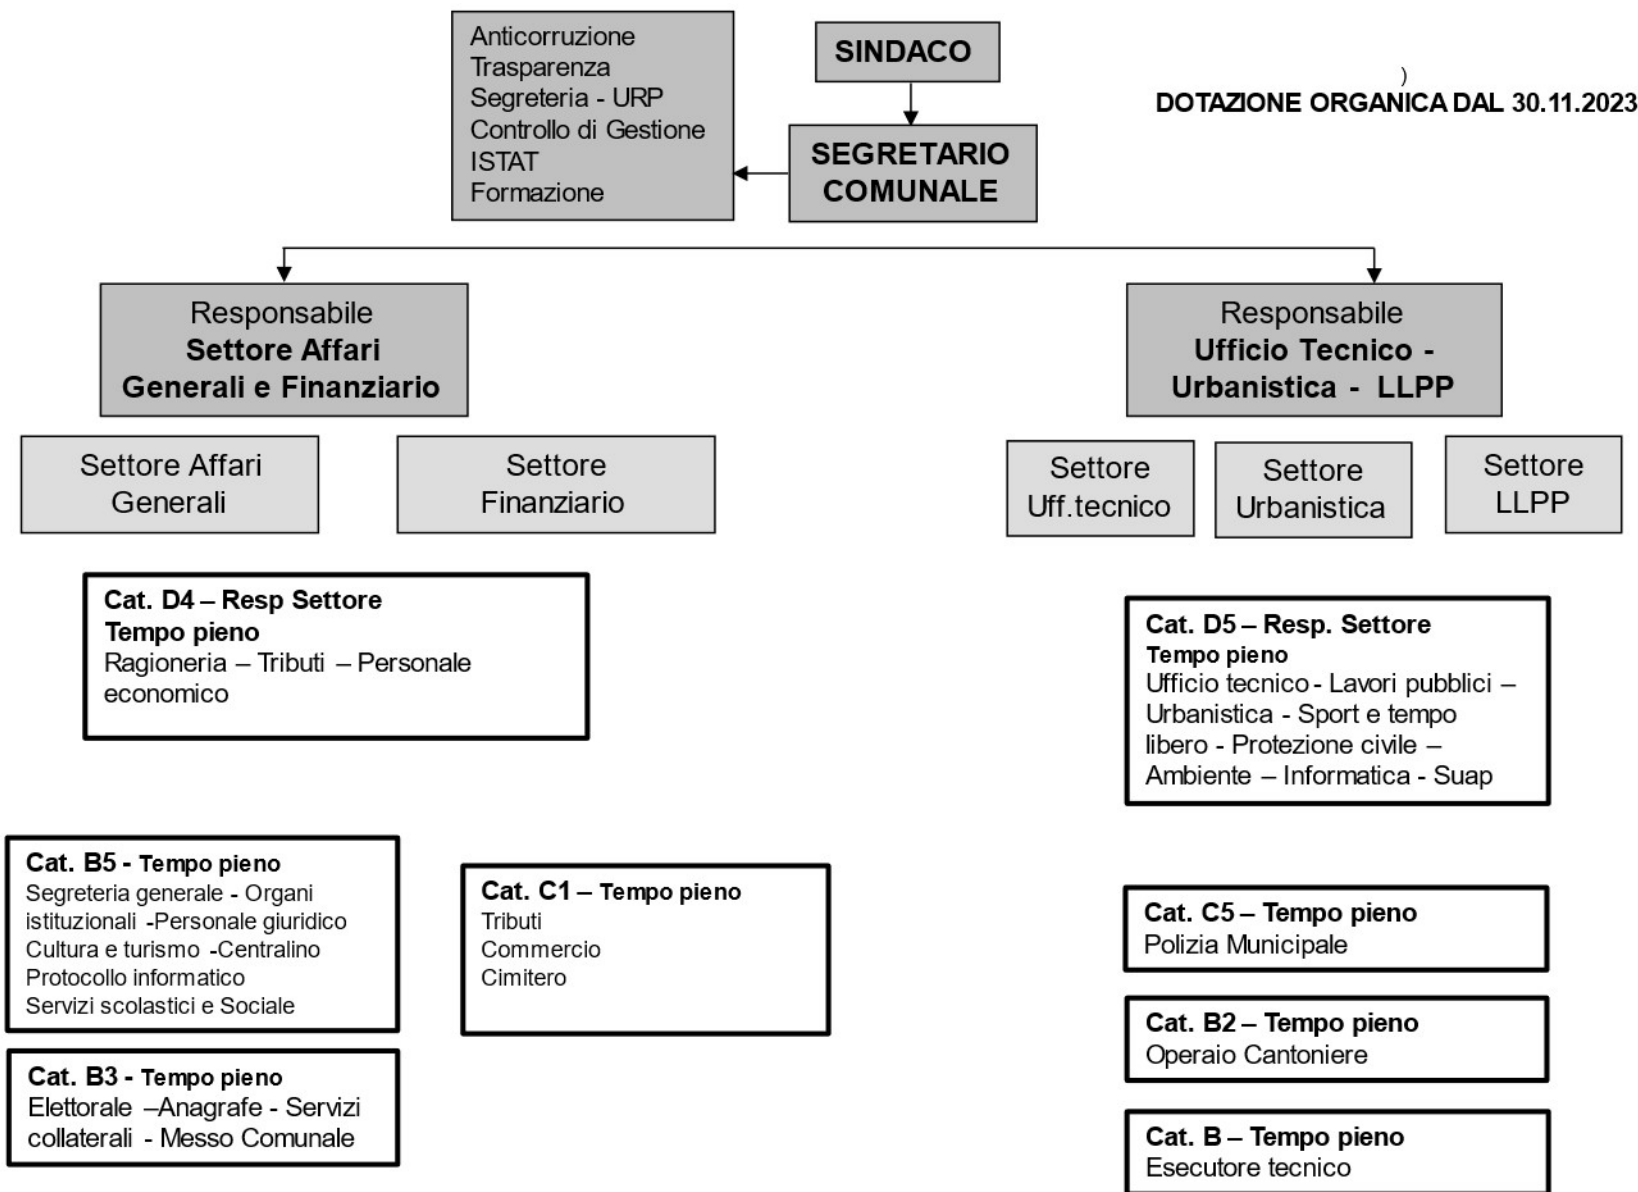 Anticorruzione
Trasparenza
Segreteria - URP
Controllo di Gestione
ISTAT
Formazione
SINDACO
SEGRETARIO
COMUNALE
)
DOTAZIONE ORGANICA DAL 30.11.2023
Responsabile
Settore Affari
Generali e Finanziario
Responsabile
Ufficio Tecnico -
Urbanistica - LLPP
Settore Affari
Generali
Settore
Finanziario
Settore
Uff.tecnico
Settore
Urbanistica
Settore
LLPP
Cat. D4 – Resp Settore
Tempo pieno
Ragioneria – Tributi – Personale
economico
Cat. D5 – Resp. Settore
Tempo pieno
Ufficio tecnico - Lavori pubblici –
Urbanistica - Sport e tempo
libero - Protezione civile –
Ambiente – Informatica - Suap
Cat. B5 - Tempo pieno
Segreteria generale - Organi
istituzionali -Personale giuridico
Cultura e turismo -Centralino
Protocollo informatico
Servizi scolastici e Sociale
Cat. C1 – Tempo pieno
Tributi
Commercio
Cimitero
Cat. C5 – Tempo pieno
Polizia Municipale
Cat. B3 - Tempo pieno
Elettorale –Anagrafe - Servizi
collaterali - Messo Comunale
Cat. B2 – Tempo pieno
Operaio Cantoniere
Cat. B – Tempo pieno
Esecutore tecnico